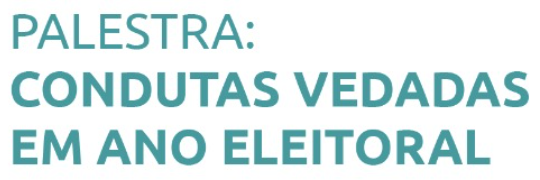 PALESTRA:
CONDUTAS VEDADAS
EM ANO ELEITORAL